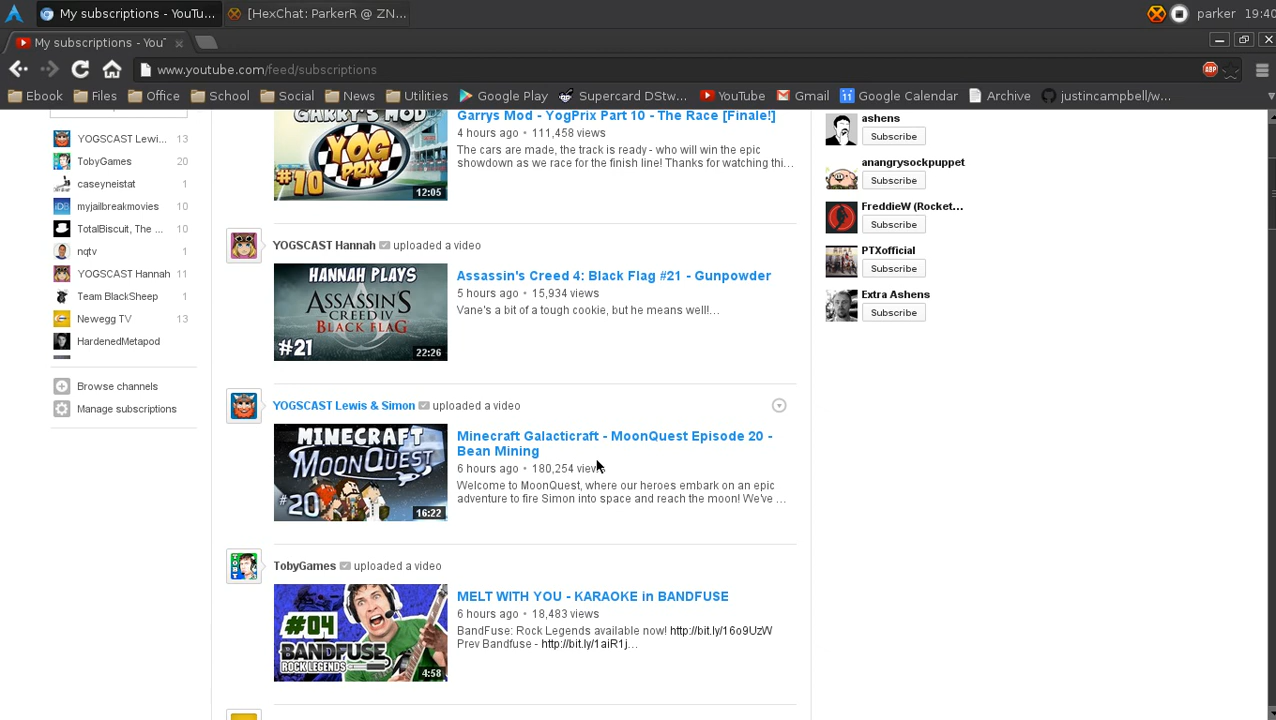 My subscriptions - YouTu...
[HexChat: ParkerR @ ZN...
parker
19:40
My subscriptions - You
www.youtube.com/feed/subscriptions
ABP
Ebook
Files
Office
School
Social
News
Utilities
Google Play
Supercard DStw...
YouTube
Gmail
Google Calendar
Archive
justincampbell/w...
YOGSCAST Lewi... 13
TobyGames 20
caseyneistat 1
myjailbreakmovies 10
TotalBiscuit, The ... 10
nqtv 1
YOGSCAST Hannah 11
Team BlackSheep 1
Newegg TV 13
HardenedMetapod
Browse channels
Manage subscriptions
GARRY'S MOD
YOG
PRIX
#10
12:05
Garrys Mod - YogPrix Part 10 - The Race [Finale!]
4 hours ago • 111,458 views
The cars are made, the track is ready - who will win the epic
showdown as we race for the finish line! Thanks for watching thi...
YOGSCAST Hannah uploaded a video
HANNAH PLAYS
ASSASSIN'S
CREED IV
BLACK FLAG
#21
22:26
Assassin's Creed 4: Black Flag #21 - Gunpowder
5 hours ago • 15,934 views
Vane's a bit of a tough cookie, but he means well!...
YOGSCAST Lewis & Simon uploaded a video
MINECRAFT
MOONQUEST
#20
16:22
Minecraft Galacticraft - MoonQuest Episode 20 -
Bean Mining
6 hours ago • 180,254 views
Welcome to MoonQuest, where our heroes embark on an epic
adventure to fire Simon into space and reach the moon! We've ...
TobyGames uploaded a video
TOBY
#04
BANDFUSE
ROCK LEGENDS
4:58
MELT WITH YOU - KARAOKE in BANDFUSE
6 hours ago • 18,483 views
BandFuse: Rock Legends available now! http://bit.ly/16o9UzW
Prev Bandfuse - http://bit.ly/1aiR1j...
ashens
Subscribe
anangrysockpuppet
Subscribe
FreddieW (Rocket...
Subscribe
PTXofficial
Subscribe
Extra Ashens
Subscribe